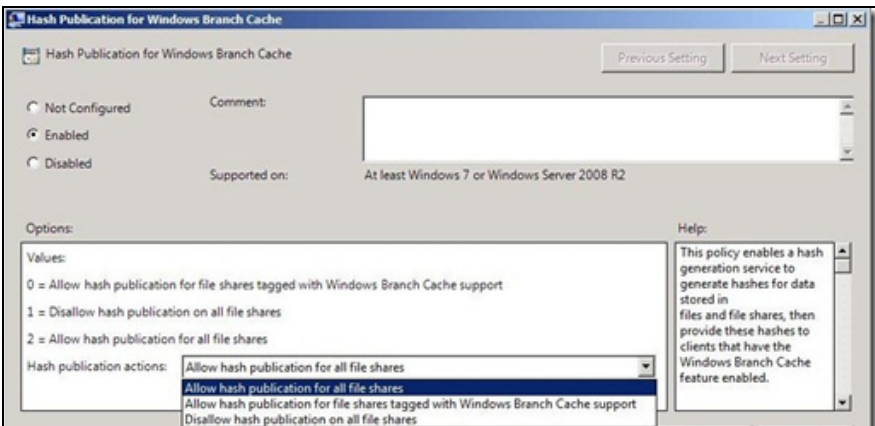 Hash Publication for Windows Branch Cache
Hash Publication for Windows Branch Cache
Previous Setting
Next Setting
Not Configured
Comment:
Enabled
Disabled
Supported on:
At least Windows 7 or Windows Server 2008 R2
Options:
Help:
Values:
0 = Allow hash publication for file shares tagged with Windows Branch Cache support
1 = Disallow hash publication on all file shares
2 = Allow hash publication for all file shares
Hash publication actions:
Allow hash publication for all file shares
Allow hash publication for all file shares
Allow hash publication for file shares tagged with Windows Branch Cache support
Disallow hash publication on all file shares
This policy enables a hash
generation service to
generate hashes for data
stored in
files and file shares, then
provide these hashes to
clients that have the
Windows Branch Cache
feature enabled.